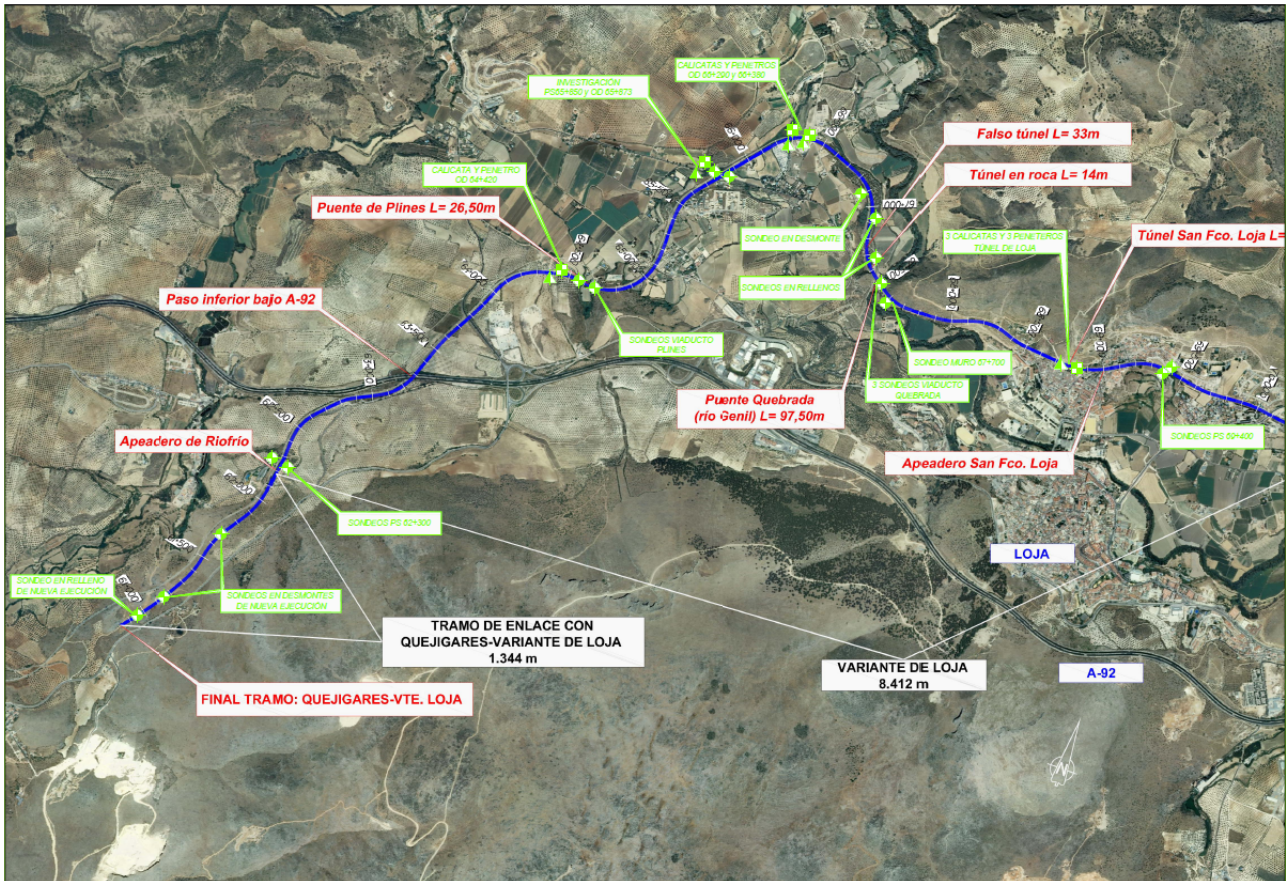 CALICATAS Y PENETROS
OD 66+290 y 66+380
INVESTIGACIÓN
PS65+650 y OD 65+673
Falso túnel L= 33m
CALICATA Y PENETRO
OD 64+420
Túnel en roca L= 14m
Puente de Plines L= 26,50m
SONDEO EN DESMONTE
3 CALICATAS Y 3 PENETEROS
TÚNEL DE LOJA
Túnel San Fco. Loja L=
SONDEOS EN RELLENOS
Paso inferior bajo A-92
SONDEOS VIADUCTO
PLINES
SONDEO MURO 67+700
3 SONDEOS VIADUCTO
QUEBRADA
Puente Quebrada
(río Genil) L= 97,50m
Apeadero de Riofrío
SONDEOS PS 69+400
Apeadero San Fco. Loja
SONDEOS PS 62+300
LOJA
SONDEO EN RELLENO
DE NUEVA EJECUCIÓN
SONDEOS EN DESMONTES
DE NUEVA EJECUCIÓN
TRAMO DE ENLACE CON
QUEJIGARES-VARIANTE DE LOJA
1.344 m
VARIANTE DE LOJA
8.412 m
A-92
FINAL TRAMO: QUEJIGARES-VTE. LOJA
N